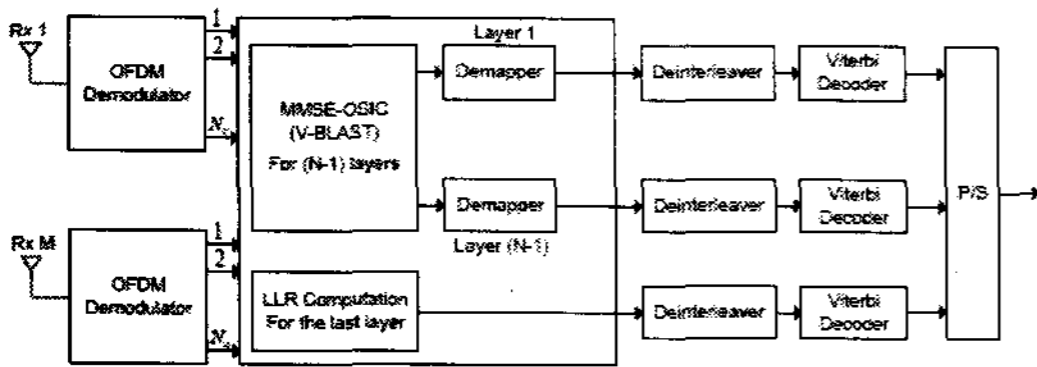 Rx 1
OFDM
Demodulator
1
2
N
Layer 1
MMSE-OSIC
(V-BLAST)
For (N-1) layers
Demapper
Deinterleaver
Viterbi
Decoder
Demapper
Layer (N-1)
Deinterleaver
Viterbi
Decoder
P/S
Rx M
OFDM
Demodulator
1
2
N
LLR Computation
For the last layer
Deinterleaver
Viterbi
Decoder